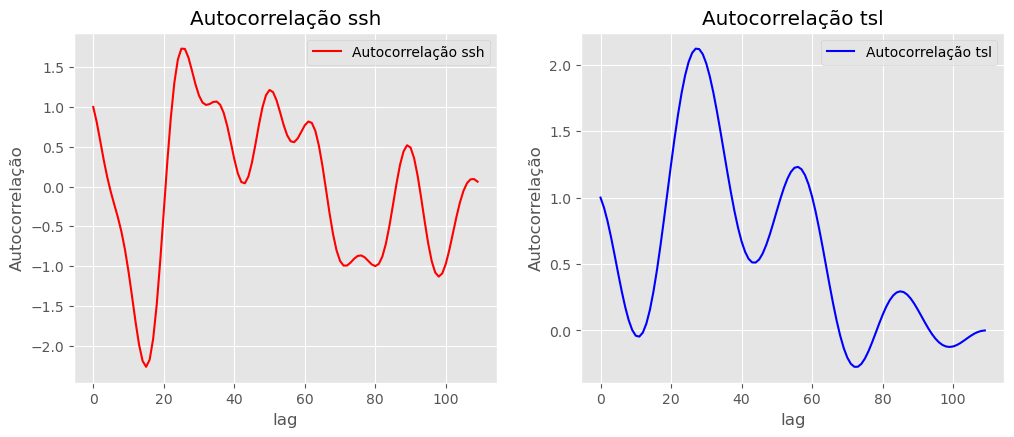 Autocorrelação ssh
Autocorrelação ssh
Autocorrelação
1.5
1.0
0.5
0.0
−0.5
−1.0
−1.5
−2.0
0 20 40 60 80 100
lag
Autocorrelação tsl
Autocorrelação tsl
Autocorrelação
2.0
1.5
1.0
0.5
0.0
0 20 40 60 80 100
lag